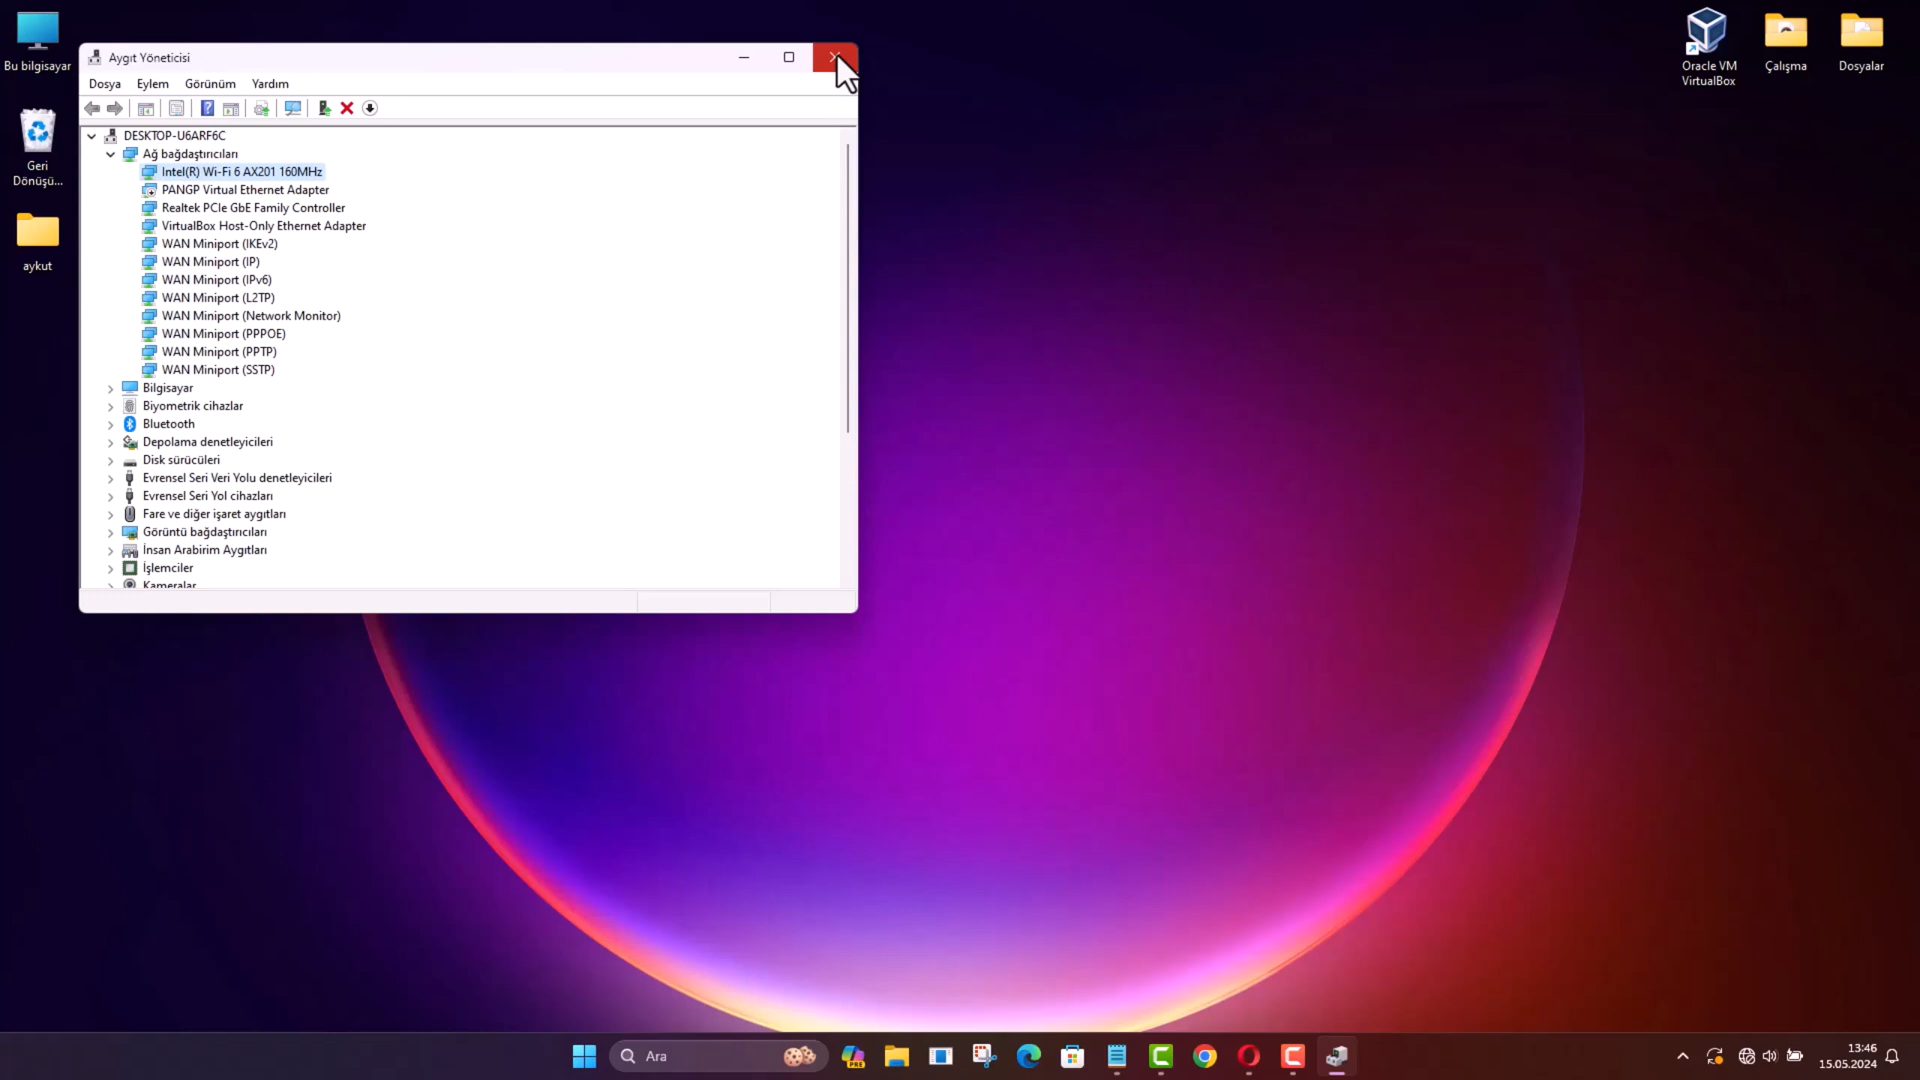 Bu bilgisayar
Geri
Dönüşü...
aykut
Aygıt Yöneticisi
Dosya Eylem Görünüm Yardım
DESKTOP-U6ARF6C
Ağ bağdaştırıcıları
Intel(R) Wi-Fi 6 AX201 160MHz
PANGP Virtual Ethernet Adapter
Realtek PCIe GbE Family Controller
VirtualBox Host-Only Ethernet Adapter
WAN Miniport (IKEv2)
WAN Miniport (IP)
WAN Miniport (IPv6)
WAN Miniport (L2TP)
WAN Miniport (Network Monitor)
WAN Miniport (PPPOE)
WAN Miniport (PPTP)
WAN Miniport (SSTP)
Bilgisayar
Biyometrik cihazlar
Bluetooth
Depolama denetleyicileri
Disk sürücüleri
Evrensel Seri Veri Yolu denetleyicileri
Evrensel Seri Yol cihazları
Fare ve diğer işaret aygıtları
Görüntü bağdaştırıcıları
İnsan Arabirim Aygıtları
İşlemciler
Kameralar
Oracle VM
VirtualBox
Çalışma
Dosyalar
Ara
PRE
13:46
15.05.2024